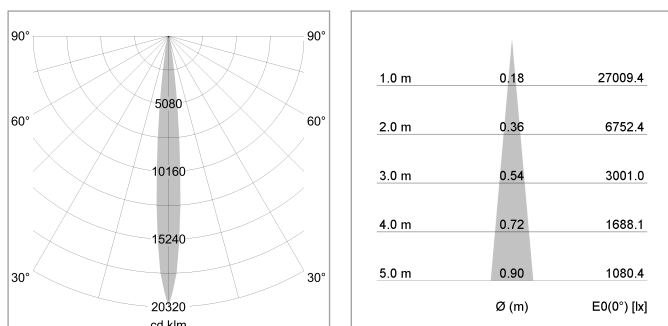 90° 90°
5080
60° 60°
10160
15240
30° 30°
20320
cd klm
1.0 m 0.18 27009.4
2.0 m 0.36 6752.4
3.0 m 0.54 3001.0
4.0 m 0.72 1688.1
5.0 m 0.90 1080.4
Ø (m) E0(0°) [lx]